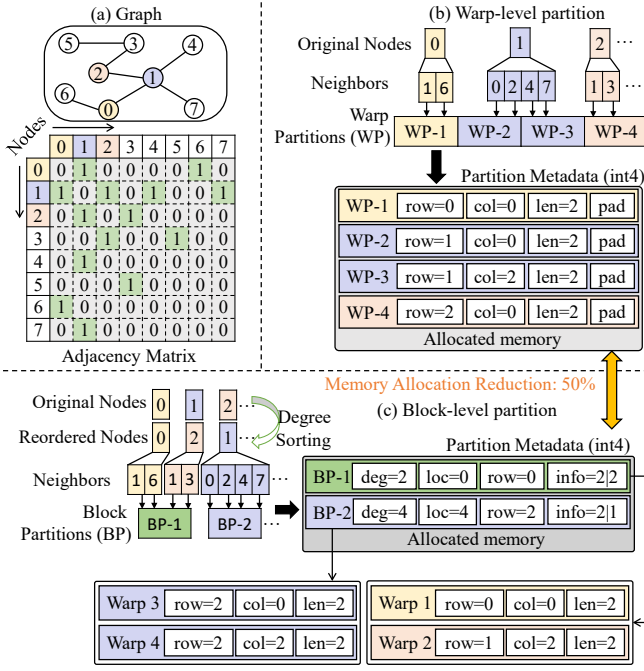 (a) Graph
5 3 4
2 1
6 0 7
Nodes
0 1 2 3 4 5 6 7
0 0 1 0 0 0 0 1 0
1 1 0 1 0 1 0 0 1
2 0 1 0 1 0 0 0 0
3 0 0 1 0 0 1 0 0
4 0 1 0 0 0 0 0 0
5 0 0 0 1 0 0 0 0
6 1 0 0 0 0 0 0 0
7 0 1 0 0 0 0 0 0
Adjacency Matrix
(b) Warp-level partition
Original Nodes 0 1 2 ...
Neighbors 1 6 0 2 4 7 1 3 ...
Warp
Partitions (WP) WP-1 WP-2 WP-3 WP-4
Partition Metadata (int4)
WP-1 row=0 col=0 len=2 pad
WP-2 row=1 col=0 len=2 pad
WP-3 row=1 col=2 len=2 pad
WP-4 row=2 col=0 len=2 pad
Allocated memory
Memory Allocation Reduction: 50%
(c) Block-level partition
Original Nodes 0 1 2 ...
Degree
Sorting
Reordered Nodes 0 2 1 ...
Neighbors 1 6 1 3 0 2 4 7 ...
Block
Partitions (BP) BP-1 BP-2 ...
Partition Metadata (int4)
BP-1 deg=2 loc=0 row=0 info=2|2
BP-2 deg=4 loc=4 row=2 info=2|1
Allocated memory
Warp 3 row=2 col=0 len=2
Warp 4 row=2 col=2 len=2
Warp 1 row=0 col=0 len=2
Warp 2 row=1 col=2 len=2